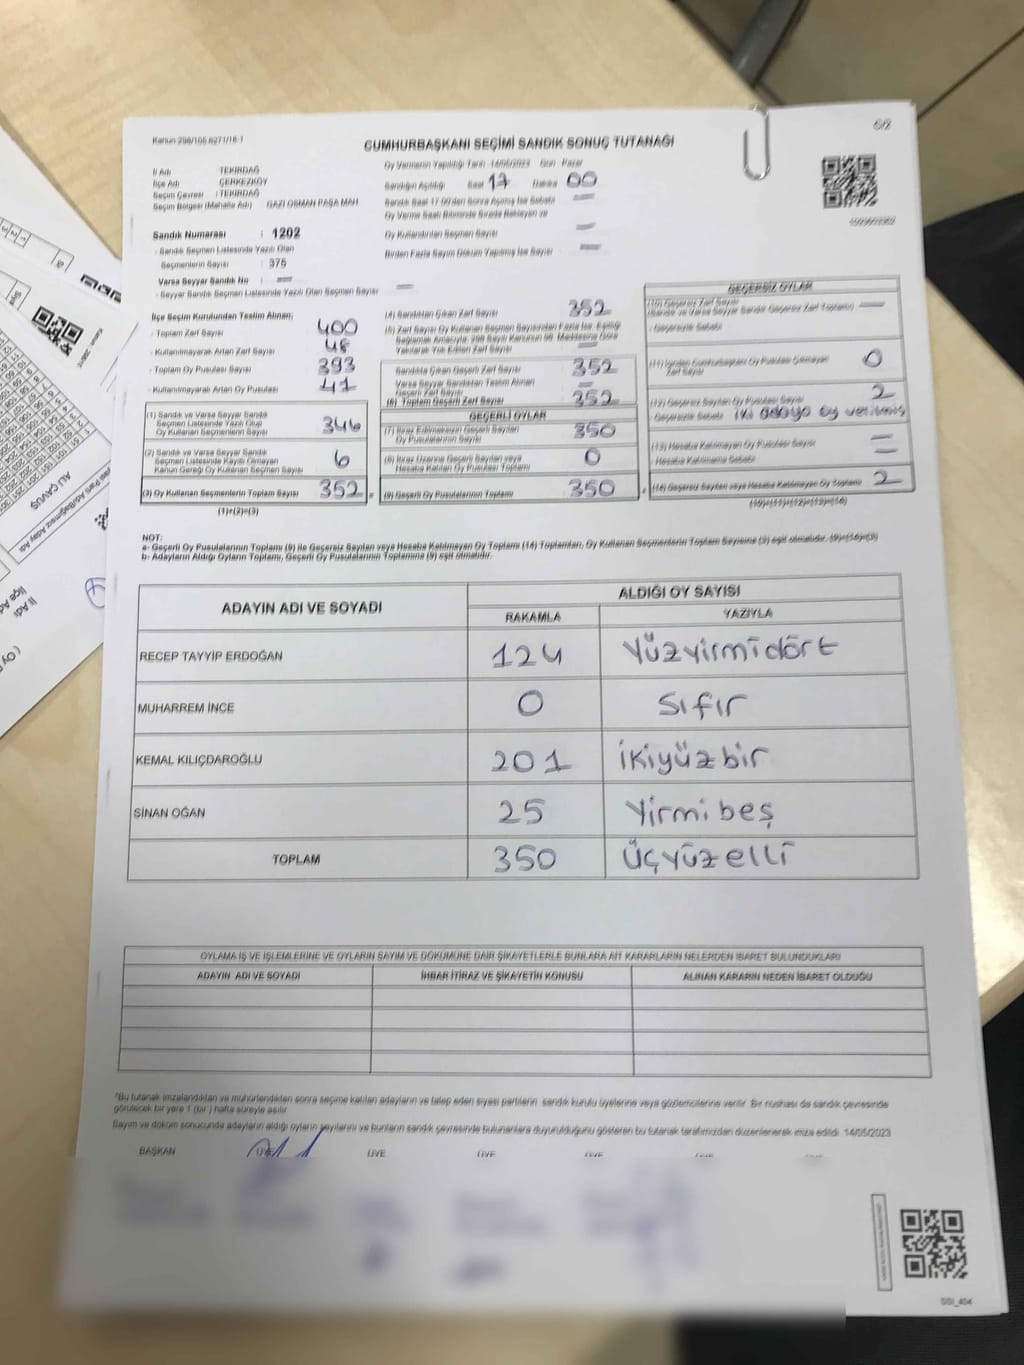 Kanun 298/105,6271/18-1
CUMHURBAŞKANI SEÇİMİ SANDIK SONUÇ TUTANAĞI
İl Adı TEKİRDAĞ
İlçe Adı ÇERKEZKÖY
Seçim Çevresi : TEKİRDAĞ
Seçim Bölgesi (Mahalle Adı) GAZİ OSMAN PAŞA MAH
Oy Vermenin Yapıldığı Tarih : 14/05/2023 Gün : Pazar
Sandığın Açıldığı Saat 17 Dakika 00
Sandık Saat 17.00'den Sonra Açılmış İse Sebebi
Oy Verme Saati Bitiminde Sırada Bekleyen ve
Oy Kullandırılan Seçmen Sayısı
Birden Fazla Sayım Döküm Yapılmış İse Sayısı
Sandık Numarası : 1202
- Sandık Seçmen Listesinde Yazılı Olan
Seçmenlerin Sayısı : 375
Varsa Seyyar Sandık No :
- Seyyar Sandık Seçmen Listesinde Yazılı Olan Seçmen Sayısı
İlçe Seçim Kurulundan Teslim Alınan;
- Toplam Zarf Sayısı 400
- Kullanılmayarak Artan Zarf Sayısı 48
- Toplam Oy Pusulası Sayısı 393
- Kullanılmayarak Artan Oy Pusulası 41
(1) Sandık ve Varsa Seyyar Sandık
Seçmen Listesinde Yazılı Olup
Oy Kullanan Seçmenlerin Sayısı 346
(2) Sandık ve Varsa Seyyar Sandık
Seçmen Listesinde Kayıtlı Olmayan
Kanun Gereği Oy Kullanan Seçmen Sayısı 6
(3) Oy Kullanan Seçmenlerin Toplam Sayısı 352
(1)+(2)=(3)
(4) Sandıktan Çıkan Zarf Sayısı 352
(5) Zarf Sayısı Oy Kullanan Seçmen Sayısından Fazla İse, Eşitliği
Sağlamak Amacıyla, 298 Sayılı Kanunun 98. Maddesine Göre
Yakılarak Yok Edilen Zarf Sayısı
Sandıkta Çıkan Geçerli Zarf Sayısı 352
Varsa Seyyar Sandıktan Teslim Alınan
Geçerli Zarf Sayısı
(6) Toplam Geçerli Zarf Sayısı 352
GEÇERLİ OYLAR
(7) İtiraz Edilmeksizin Geçerli Sayılan
Oy Pusulalarının Sayısı 350
(8) İtiraz Üzerine Geçerli Sayılan veya
Hesaba Katılan Oy Pusulası Toplamı 0
(9) Geçerli Oy Pusulalarının Toplamı 350
GEÇERSİZ OYLAR
(10) Geçersiz Zarf Sayısı
(Sandık ve Varsa Seyyar Sandık Geçersiz Zarf Toplamı)
- Geçersizlik Sebebi
(11) İçinden Cumhurbaşkanı Oy Pusulası Çıkmayan
Zarf Sayısı 0
(12) Geçersiz Sayılan Oy Pusulası Sayısı 2
- Geçersizlik Sebebi iki adaya oy verilmiş
(13) Hesaba Katılmayan Oy Pusulası Sayısı
- Hesaba Katılmama Sebebi
(14) Geçersiz Sayılan veya Hesaba Katılmayan Oy Toplamı 2
(10)+(11)+(12)+(13)=(14)
NOT:
a- Geçerli Oy Pusulalarının Toplamı (9) ile Geçersiz Sayılan veya Hesaba Katılmayan Oy Toplamı (14) Toplamları, Oy Kullanan Seçmenlerin Toplam Sayısına (3) eşit olmalıdır. (9)+(14)=(3)
b- Adayların Aldığı Oyların Toplamı, Geçerli Oy Pusulalarının Toplamına (9) eşit olmalıdır.
ADAYIN ADI VE SOYADI ALDIĞI OY SAYISI
RAKAMLA YAZIYLA
RECEP TAYYİP ERDOĞAN 124 Yüzyirmidört
MUHARREM İNCE 0 Sıfır
KEMAL KILIÇDAROĞLU 201 ikiyüzbir
SİNAN OĞAN 25 Yirmi beş
TOPLAM 350 üçyüzelli
OYLAMA İŞ VE İŞLEMLERİNE VE OYLARIN SAYIM VE DÖKÜMÜNE DAİR ŞİKAYETLERLE BUNLARA AİT KARARLARIN NELERDEN İBARET BULUNDUKLARI
ADAYIN ADI VE SOYADI İHBAR İTİRAZ VE ŞİKAYETİN KONUSU ALINAN KARARIN NEDEN İBARET OLDUĞU
*Bu tutanak imzalandıktan ve mühürlendikten sonra seçime katılan adayların ve talep eden siyasi partilerin sandık kurulu üyelerine veya gözlemcilerine verilir. Bir nüshası da sandık çevresinde
görülecek bir yere 1 (bir) hafta süreyle asılır.
Sayım ve döküm sonucunda adayların aldığı oyların sayılarını ve bunların sandık çevresinde bulunanlara duyurulduğunu gösteren bu tutanak tarafımızdan düzenlenerek imza edildi. 14/05/2023
BAŞKAN ÜYE ÜYE ÜYE ÜYE ÜYE
ALİ ÇAVUŞ
İl Adı
İlçe Adı